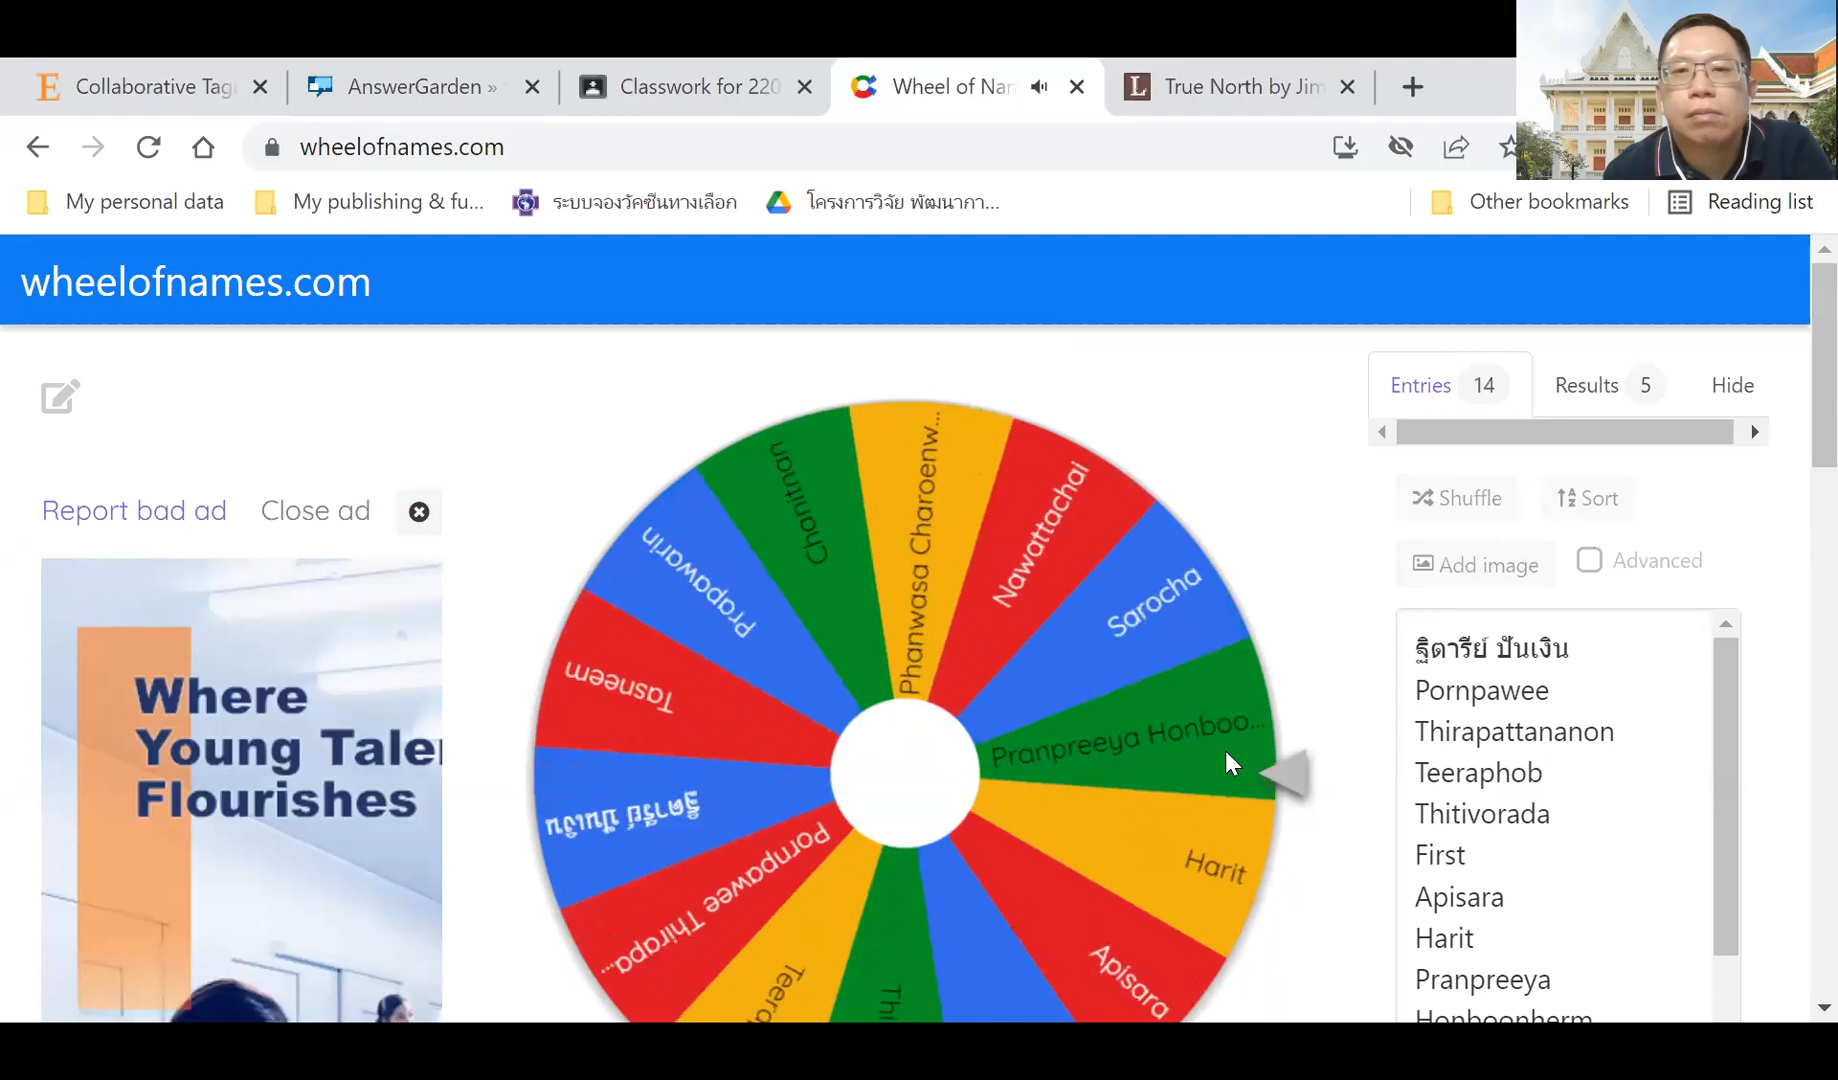 Collaborative Tag
AnswerGarden »
Classwork for 220
Wheel of Nam
True North by Jim
wheelofnames.com
My personal data
My publishing & fu...
ระบบจองวัคซีนทางเลือก
โครงการวิจัย พัฒนากา...
Other bookmarks
Reading list
wheelofnames.com
Entries 14
Results 5
Hide
Report bad ad
Close ad
Shuffle
Sort
Add image
Advanced
Where
Young Tale
Flourishes
Chanitnan
Phanwasa Charoenw...
Nawattachai
Sarocha
Pranpreeya Honboo...
Harit
Apisara
Thi
Teera
Pornpawee Thirapa...
ฐิตารีย์ ปันเงิน
Tasneem
Prapawarin
ฐิตารีย์ ปันเงิน
Pornpawee
Thirapattananon
Teeraphob
Thitivorada
First
Apisara
Harit
Pranpreeya
Honboonherm